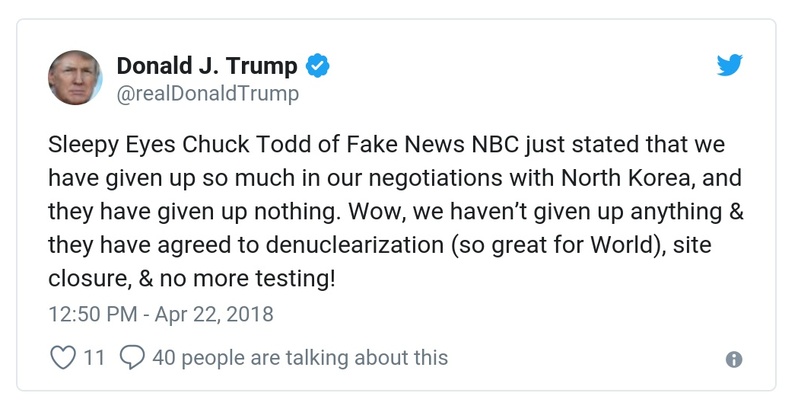 Donald J. Trump
@realDonaldTrump
Sleepy Eyes Chuck Todd of Fake News NBC just stated that we
have given up so much in our negotiations with North Korea, and
they have given up nothing. Wow, we haven’t given up anything &
they have agreed to denuclearization (so great for World), site
closure, & no more testing!
12:50 PM - Apr 22, 2018
11 40 people are talking about this